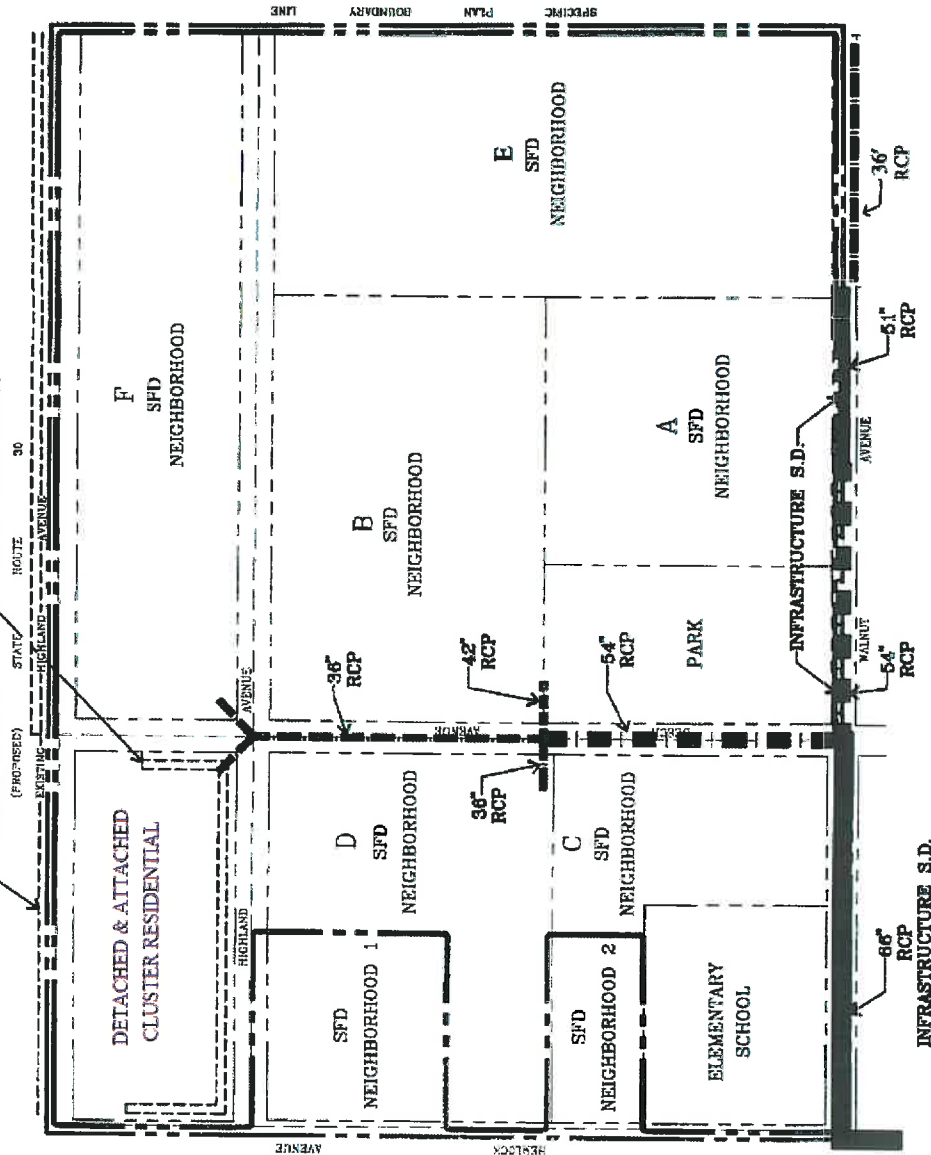 (PROPOSED) STATE ROUTE 30
EXISTING HIGHLAND AVENUE
DETACHED & ATTACHED
CLUSTER RESIDENTIAL
F
SFD
NEIGHBORHOOD
SPECIFIC PLAN BOUNDARY LINE
HIGHLAND AVENUE
SFD
NEIGHBORHOOD 1
D
SFD
NEIGHBORHOOD
36"
RCP
AVENUE
B
SFD
NEIGHBORHOOD
E
SFD
NEIGHBORHOOD
42"
RCP
36"
RCP
HEMLOCK AVENUE
SFD
NEIGHBORHOOD 2
C
SFD
NEIGHBORHOOD
54"
RCP
PARK
A
SFD
NEIGHBORHOOD
ELEMENTARY
SCHOOL
INFRASTRUCTURE S.D.
WALNUT AVENUE
66"
RCP
54"
RCP
51"
RCP
36'
RCP
INFRASTRUCTURE S.D.